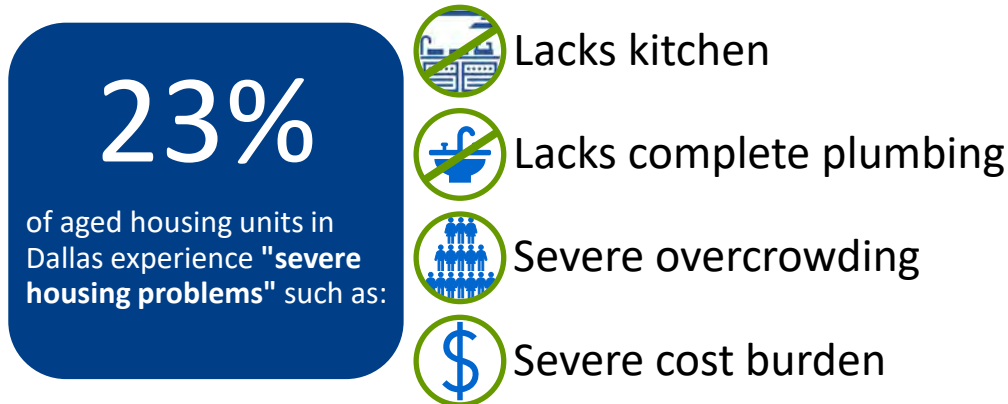 23%
of aged housing units in
Dallas experience "severe
housing problems" such as:
Lacks kitchen
Lacks complete plumbing
Severe overcrowding
$
Severe cost burden